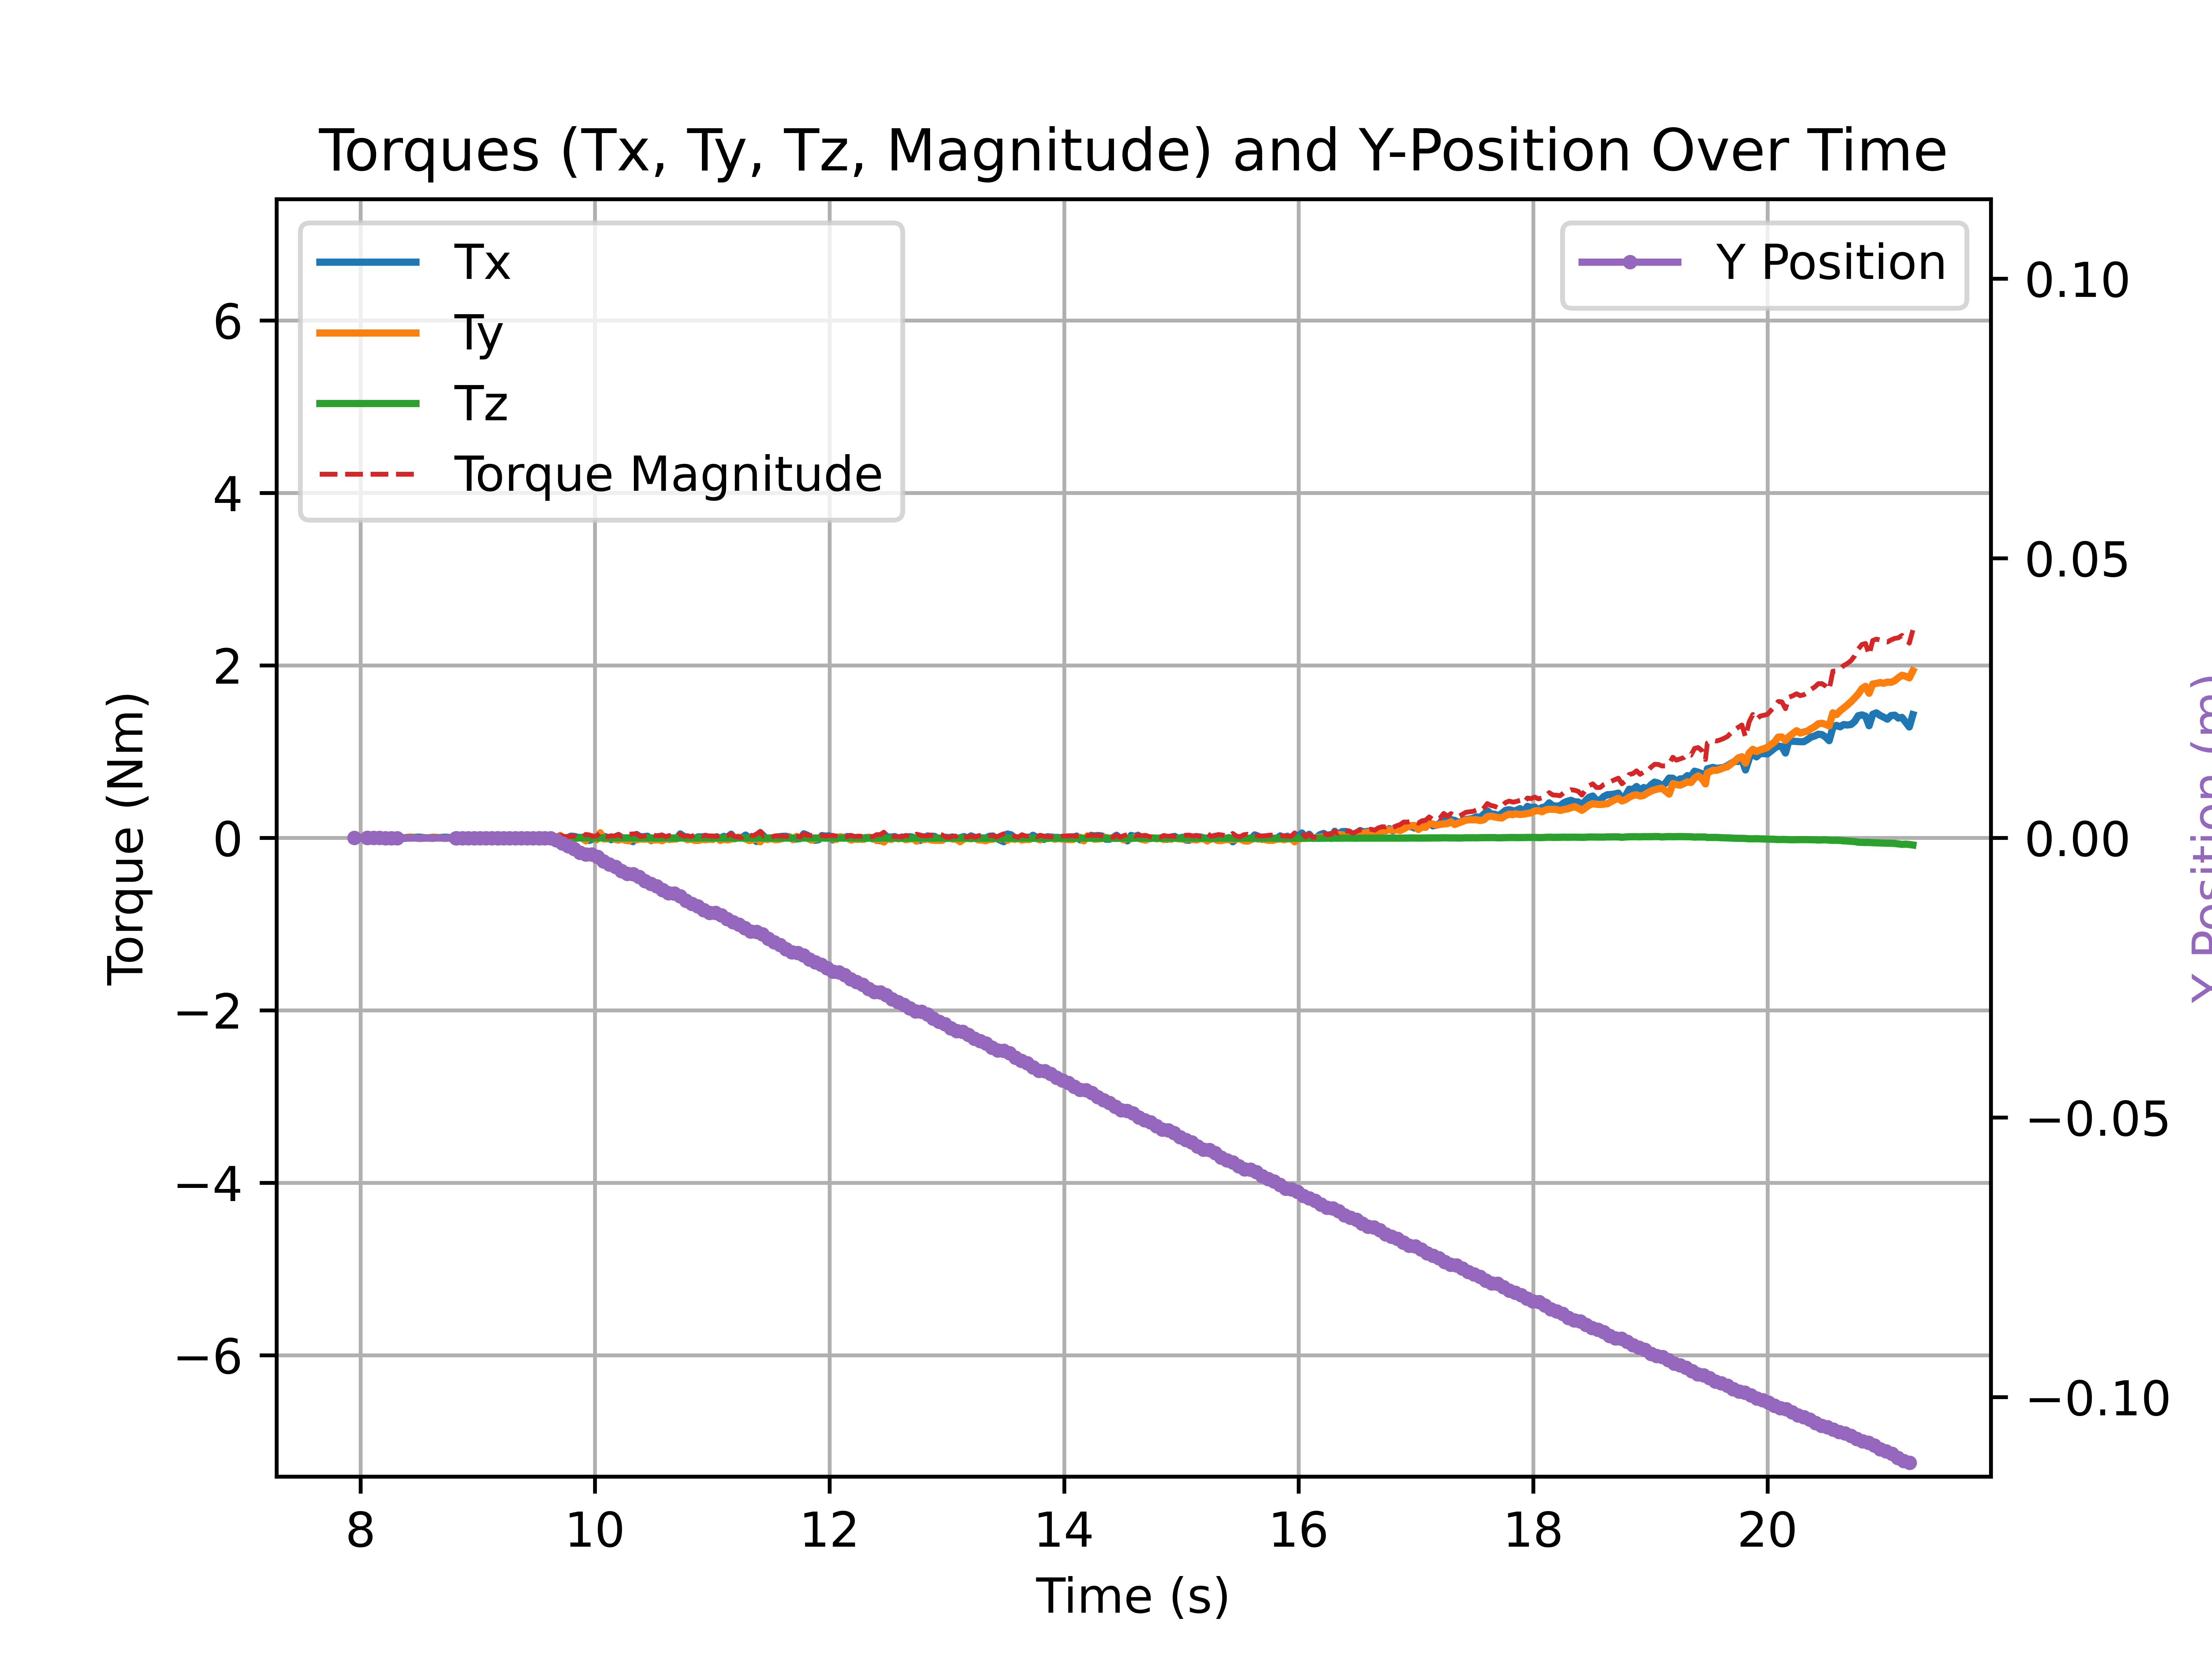 Torques (Tx, Ty, Tz, Magnitude) and Y-Position Over Time
Tx
Ty
Tz
Torque Magnitude
Y Position
6
4
2
0
−2
−4
−6
Torque (Nm)
0.10
0.05
0.00
−0.05
−0.10
Y Position (m)
8 10 12 14 16 18 20
Time (s)